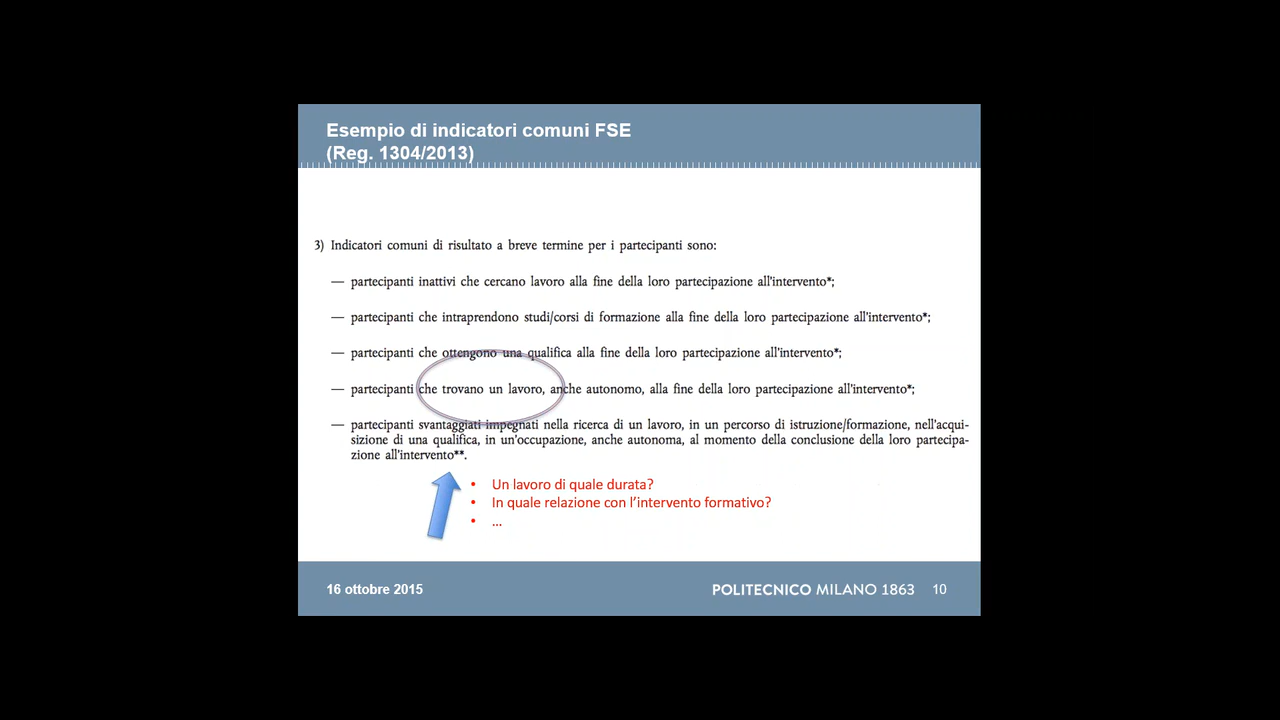 Esempio di indicatori comuni FSE
(Reg. 1304/2013)
3) Indicatori comuni di risultato a breve termine per i partecipanti sono:
— partecipanti inattivi che cercano lavoro alla fine della loro partecipazione all'intervento*;
— partecipanti che intraprendono studi/corsi di formazione alla fine della loro partecipazione all'intervento*;
— partecipanti che ottengono una qualifica alla fine della loro partecipazione all'intervento*;
— partecipanti che trovano un lavoro, anche autonomo, alla fine della loro partecipazione all'intervento*;
— partecipanti svantaggiati impegnati nella ricerca di un lavoro, in un percorso di istruzione/formazione, nell'acqui-
sizione di una qualifica, in un'occupazione, anche autonoma, al momento della conclusione della loro partecipa-
zione all'intervento**.
• Un lavoro di quale durata?
• In quale relazione con l’intervento formativo?
• …
16 ottobre 2015
POLITECNICO MILANO 1863 10